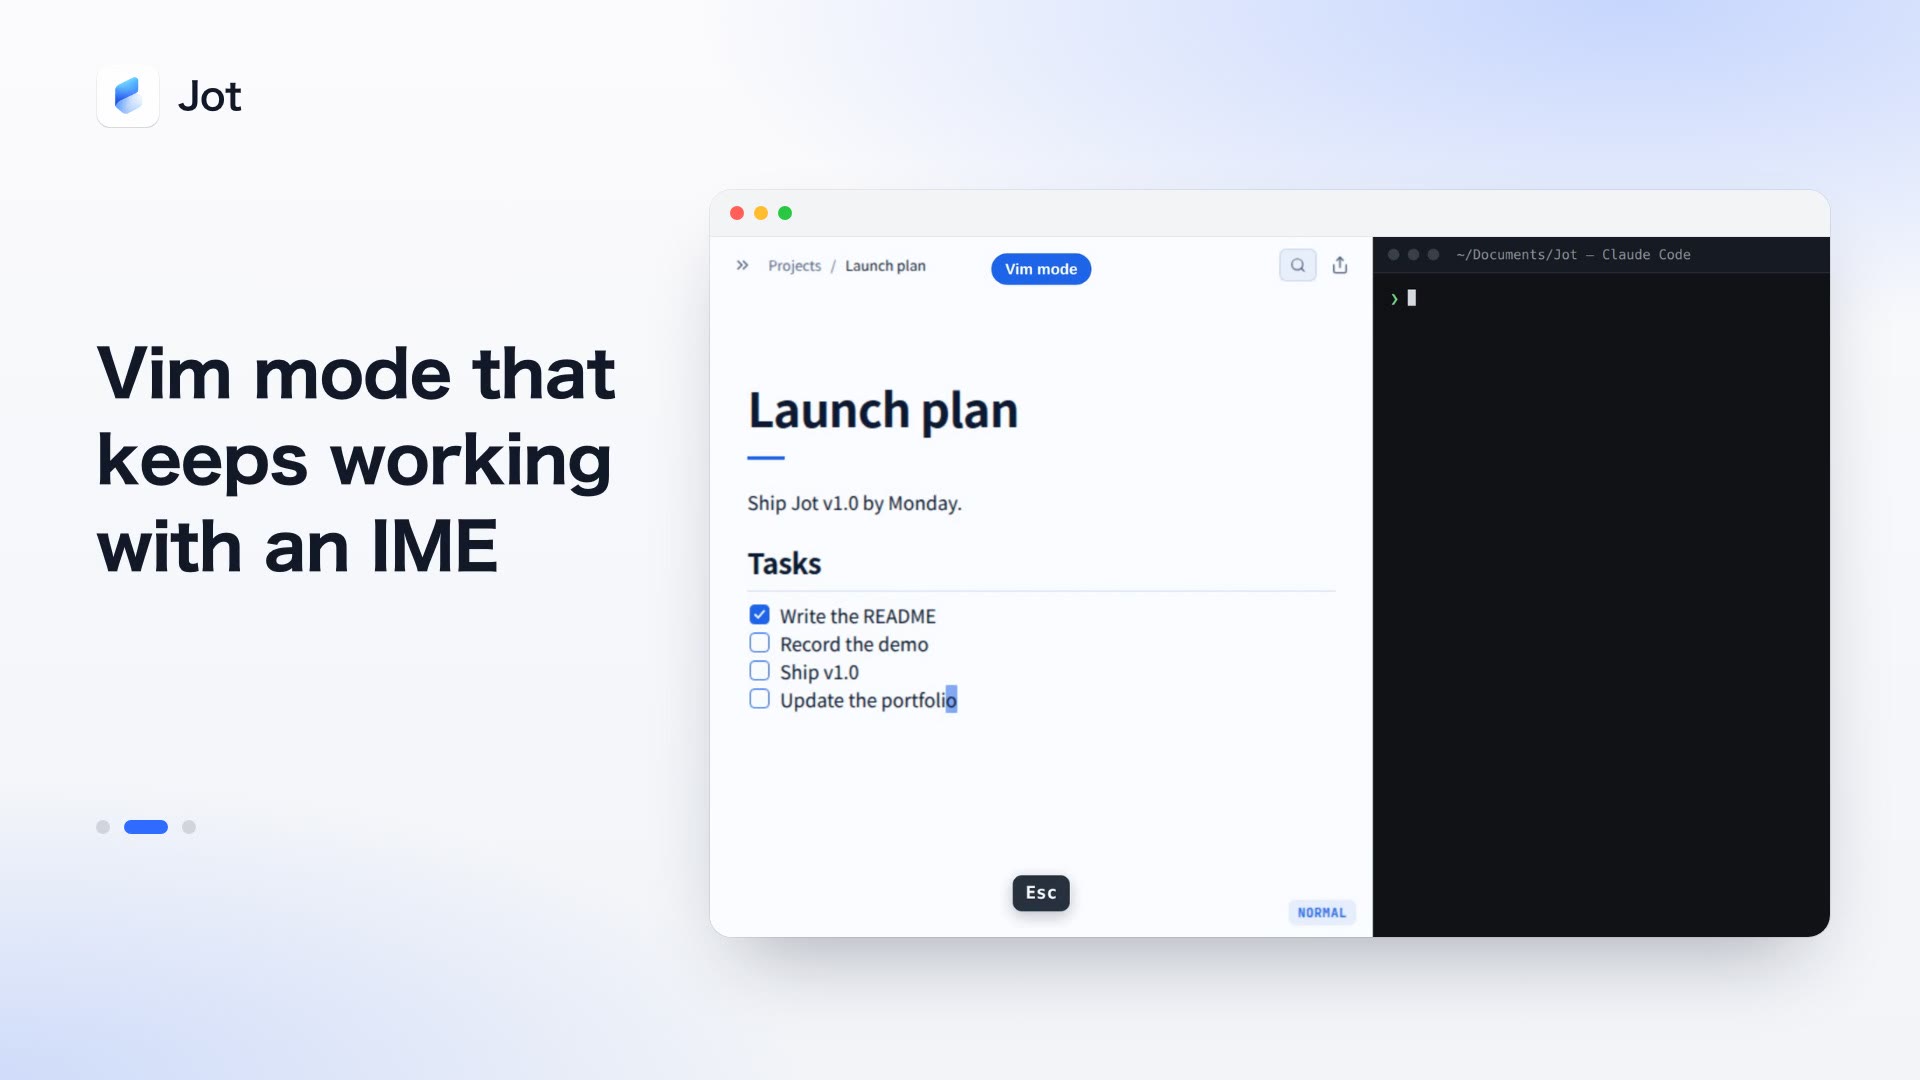 Jot
Vim mode that
keeps working
with an IME
Projects / Launch plan
Vim mode
~/Documents/Jot — Claude Code
❯
Launch plan
Ship Jot v1.0 by Monday.
Tasks
Write the README
Record the demo
Ship v1.0
Update the portfolio
Esc
NORMAL